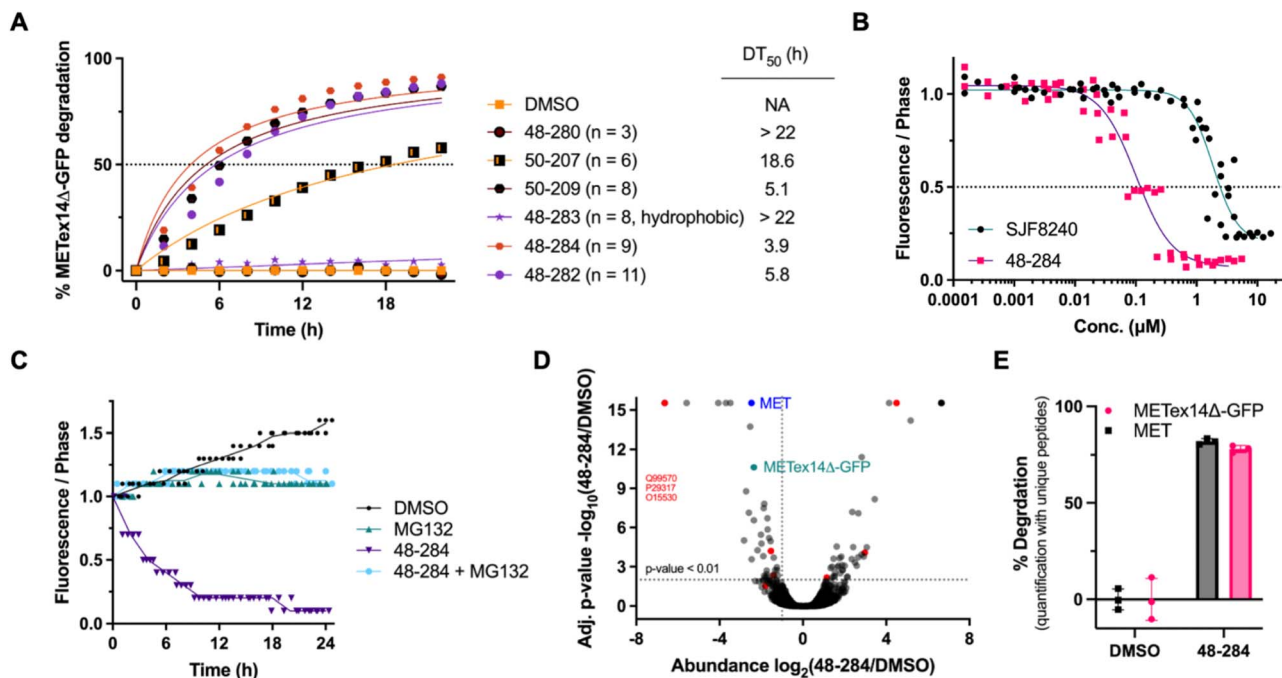 A
% METex14Δ-GFP degradation
100
50
0
0
6
12
18
Time (h)
DT50 (h)
DMSO NA
48-280 (n = 3) > 22
50-207 (n = 6) 18.6
50-209 (n = 8) 5.1
48-283 (n = 8, hydrophobic) > 22
48-284 (n = 9) 3.9
48-282 (n = 11) 5.8
B
Fluorescence / Phase
1.0
0.5
0.0
0.0001
0.001
0.01
0.1
1
10
Conc. (µM)
SJF8240
48-284
C
Fluorescence / Phase
1.5
1.0
0.5
0.0
0
6
12
18
24
Time (h)
DMSO
MG132
48-284
48-284 + MG132
D
Adj. p-value -log10(48-284/DMSO)
15
12
9
6
3
0
-8
-4
0
4
8
Abundance log2(48-284/DMSO)
MET
METex14Δ-GFP
Q99570
P29317
O15530
p-value < 0.01
E
% Degrdation
(quantification with unique peptides)
100
50
0
METex14Δ-GFP
MET
DMSO
48-284